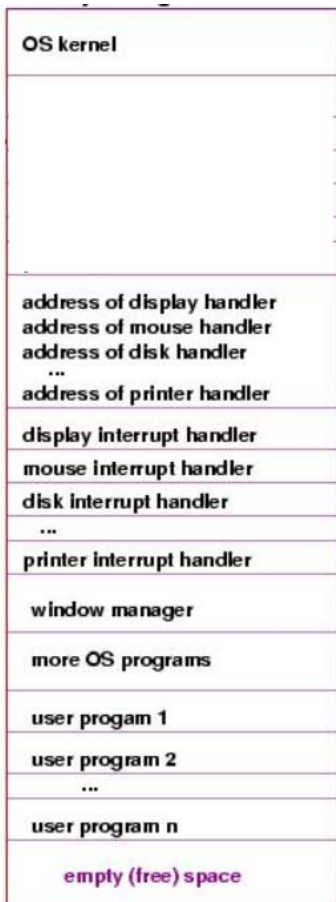 OS kernel
address of display handler
address of mouse handler
address of disk handler
...
address of printer handler
display interrupt handler
mouse interrupt handler
disk interrupt handler
...
printer interrupt handler
window manager
more OS programs
user progam 1
user program 2
...
user program n
empty (free) space